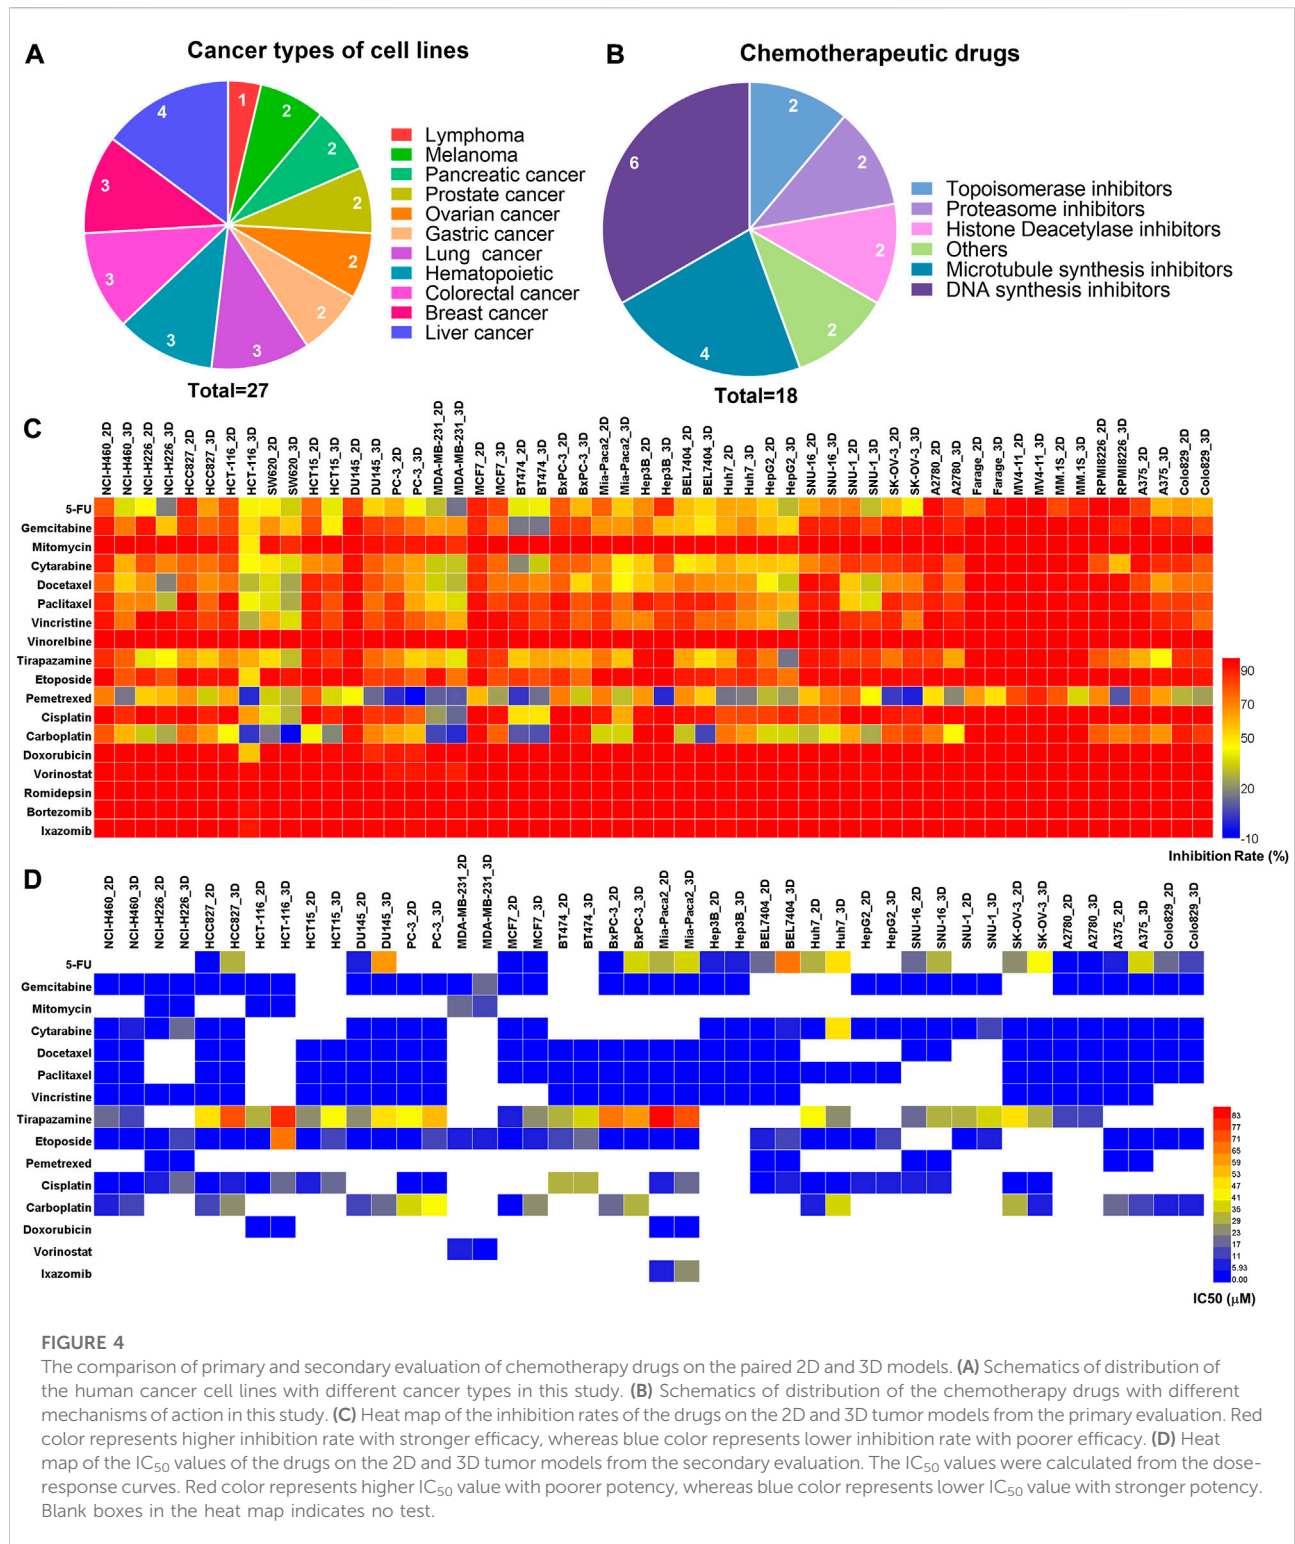 A
Cancer types of cell lines
4
1
2
2
2
2
2
3
3
3
3
Lymphoma
Melanoma
Pancreatic cancer
Prostate cancer
Ovarian cancer
Gastric cancer
Lung cancer
Hematopoietic
Colorectal cancer
Breast cancer
Liver cancer
Total=27
B
Chemotherapeutic drugs
2
2
2
2
4
6
Topoisomerase inhibitors
Proteasome inhibitors
Histone Deacetylase inhibitors
Others
Microtubule synthesis inhibitors
DNA synthesis inhibitors
Total=18
C
NCI-H460_2D
NCI-H460_3D
NCI-H226_2D
NCI-H226_3D
HCC827_2D
HCC827_3D
HCT-116_2D
HCT-116_3D
SW620_2D
SW620_3D
HCT15_2D
HCT15_3D
DU145_2D
DU145_3D
PC-3_2D
PC-3_3D
MDA-MB-231_2D
MDA-MB-231_3D
MCF7_2D
MCF7_3D
BT474_2D
BT474_3D
BxPC-3_2D
BxPC-3_2D
Mia-Paca2_2D
Mia-Paca2_3D
Hep3B_2D
Hep3B_3D
BEL7404_2D
BEL7404_3D
Huh7_2D
Huh7_3D
HepG2_2D
HepG2_3D
SNU-16_2D
SNU-16_3D
SNU-1_2D
SNU-1_3D
SK-OV-3_2D
SK-OV-3_3D
A2780_2D
A2780_3D
Farage_2D
Farage_3D
MV4-11_2D
MV4-11_3D
MM.1S_2D
MM.1S_3D
RPMI8226_2D
RPMI8226_3D
A375_2D
A375_3D
Colo829_2D
Colo829_3D
5-FU
Gemcitabine
Mitomycin
Cytarabine
Docetaxel
Paclitaxel
Vincristine
Vinorelbine
Tirapazamine
Etoposide
Pemetrexed
Cisplatin
Carboplatin
Doxorubicin
Vorinostat
Romidepsin
Bortezomib
Ixazomib
90
70
50
20
-10
Inhibition Rate (%)
D
NCI-H460_2D
NCI-H460_3D
NCI-H226_2D
NCI-H226_3D
HCC827_2D
HCC827_3D
HCT-116_2D
HCT-116_3D
HCT15_2D
HCT15_3D
DU145_2D
DU145_3D
PC-3_2D
PC-3_3D
MDA-MB-231_2D
MDA-MB-231_3D
MCF7_2D
MCF7_3D
BT474_2D
BT474_3D
BxPC-3_2D
BxPC-3_3D
Mia-Paca2_2D
Mia-Paca2_3D
Hep3B_2D
Hep3B_3D
BEL7404_2D
BEL7404_3D
Huh7_2D
Huh7_3D
HepG2_2D
HepG2_3D
SNU-16_2D
SNU-16_3D
SNU-1_2D
SNU-1_3D
SK-OV-3_2D
SK-OV-3_3D
A2780_2D
A2780_3D
A375_2D
A375_3D
Colo829_2D
Colo829_3D
5-FU
Gemcitabine
Mitomycin
Cytarabine
Docetaxel
Paclitaxel
Vincristine
Tirapazamine
Etoposide
Pemetrexed
Cisplatin
Carboplatin
Doxorubicin
Vorinostat
Ixazomib
83
77
71
65
59
53
47
41
35
29
23
17
11
5.93
0.00
IC50 (μM)
FIGURE 4
The comparison of primary and secondary evaluation of chemotherapy drugs on the paired 2D and 3D models. (A) Schematics of distribution of
the human cancer cell lines with different cancer types in this study. (B) Schematics of distribution of the chemotherapy drugs with different
mechanisms of action in this study. (C) Heat map of the inhibition rates of the drugs on the 2D and 3D tumor models from the primary evaluation. Red
color represents higher inhibition rate with stronger efficacy, whereas blue color represents lower inhibition rate with poorer efficacy. (D) Heat
map of the IC50 values of the drugs on the 2D and 3D tumor models from the secondary evaluation. The IC50 values were calculated from the dose-
response curves. Red color represents higher IC50 value with poorer potency, whereas blue color represents lower IC50 value with stronger potency.
Blank boxes in the heat map indicates no test.